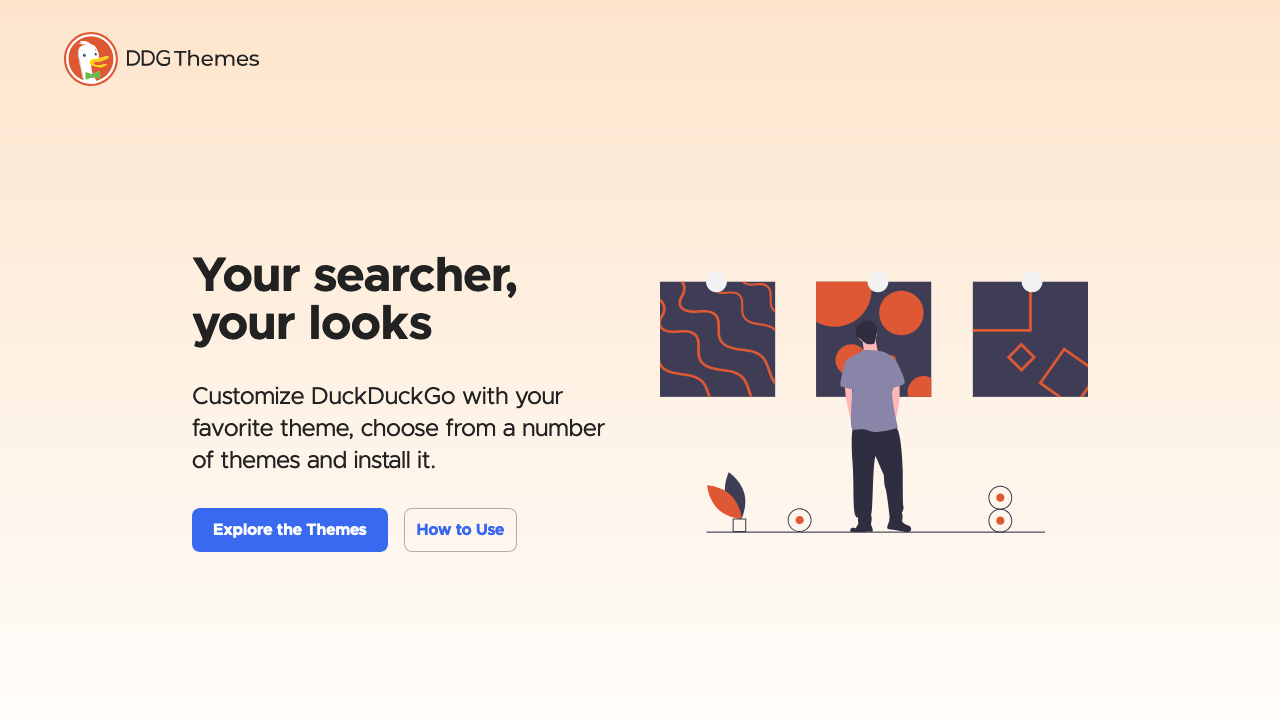 DDG Themes
Your searcher,
your looks
Customize DuckDuckGo with your
favorite theme, choose from a number
of themes and install it.
Explore the Themes
How to Use